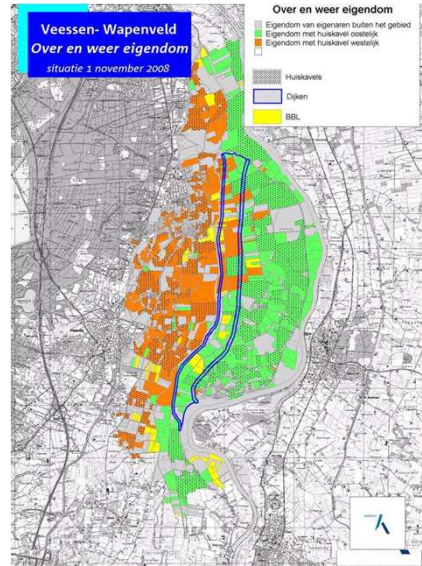 Veessen- Wapenveld
Over en weer eigendom
situatie 1 november 2008
Over en weer eigendom
Eigendom van eigenaren buiten het gebied
Eigendom met huiskavel oostelijk
Eigendom met huiskavel westelijk
Huiskavels
Dijken
BBL